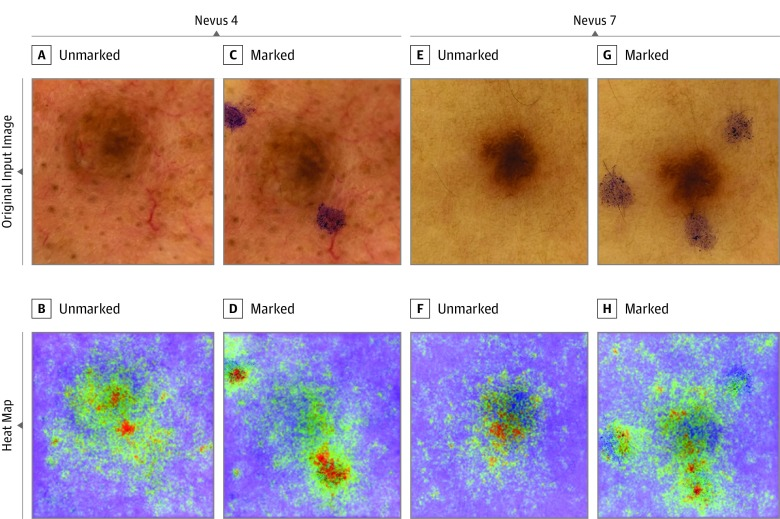 Nevus 4
Nevus 7
A Unmarked
C Marked
E Unmarked
G Marked
Original Input Image
B Unmarked
D Marked
F Unmarked
H Marked
Heat Map